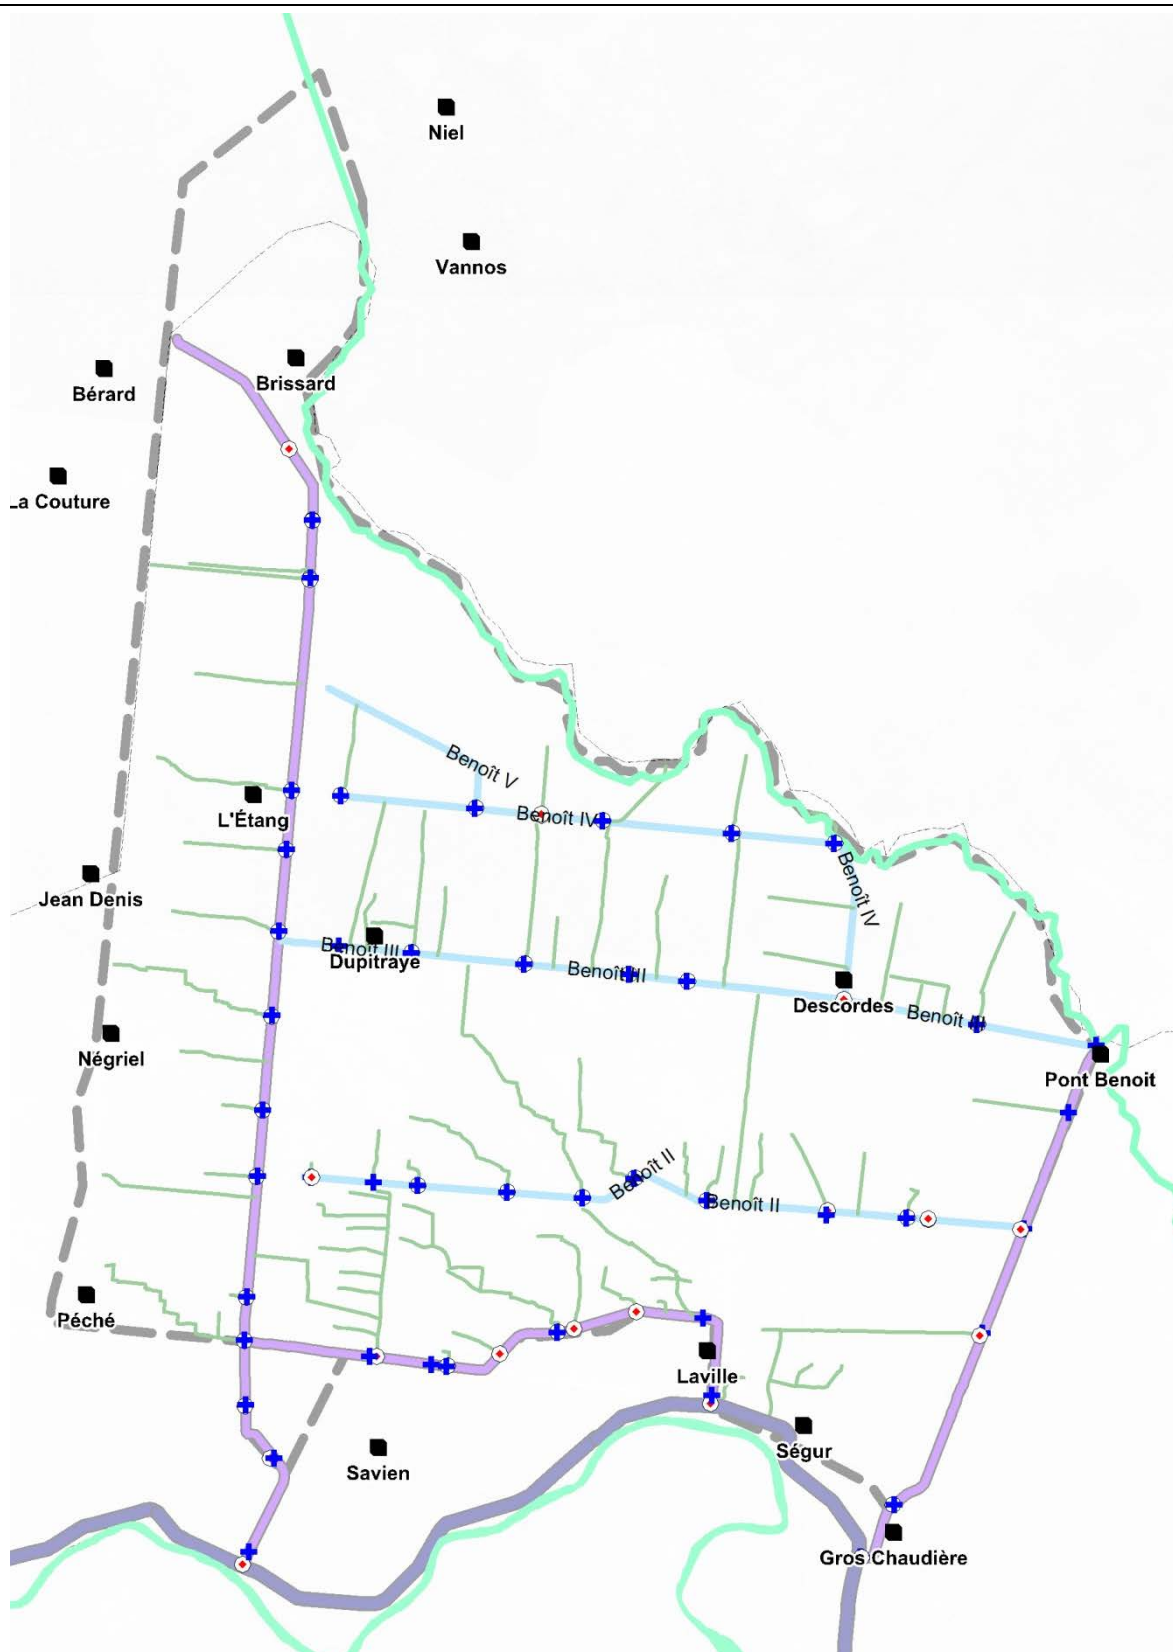 Niel
Vannos
Brissard
Bérard
La Couture
Benoît V
L'Étang
Benoît IV
Benoît IV
Jean Denis
Benoît III
Dupitraye
Benoît III
Descordes
Benoît III
Négriel
Pont Benoit
Benoît II
Benoît II
Péché
Laville
Ségur
Savien
Gros Chaudière